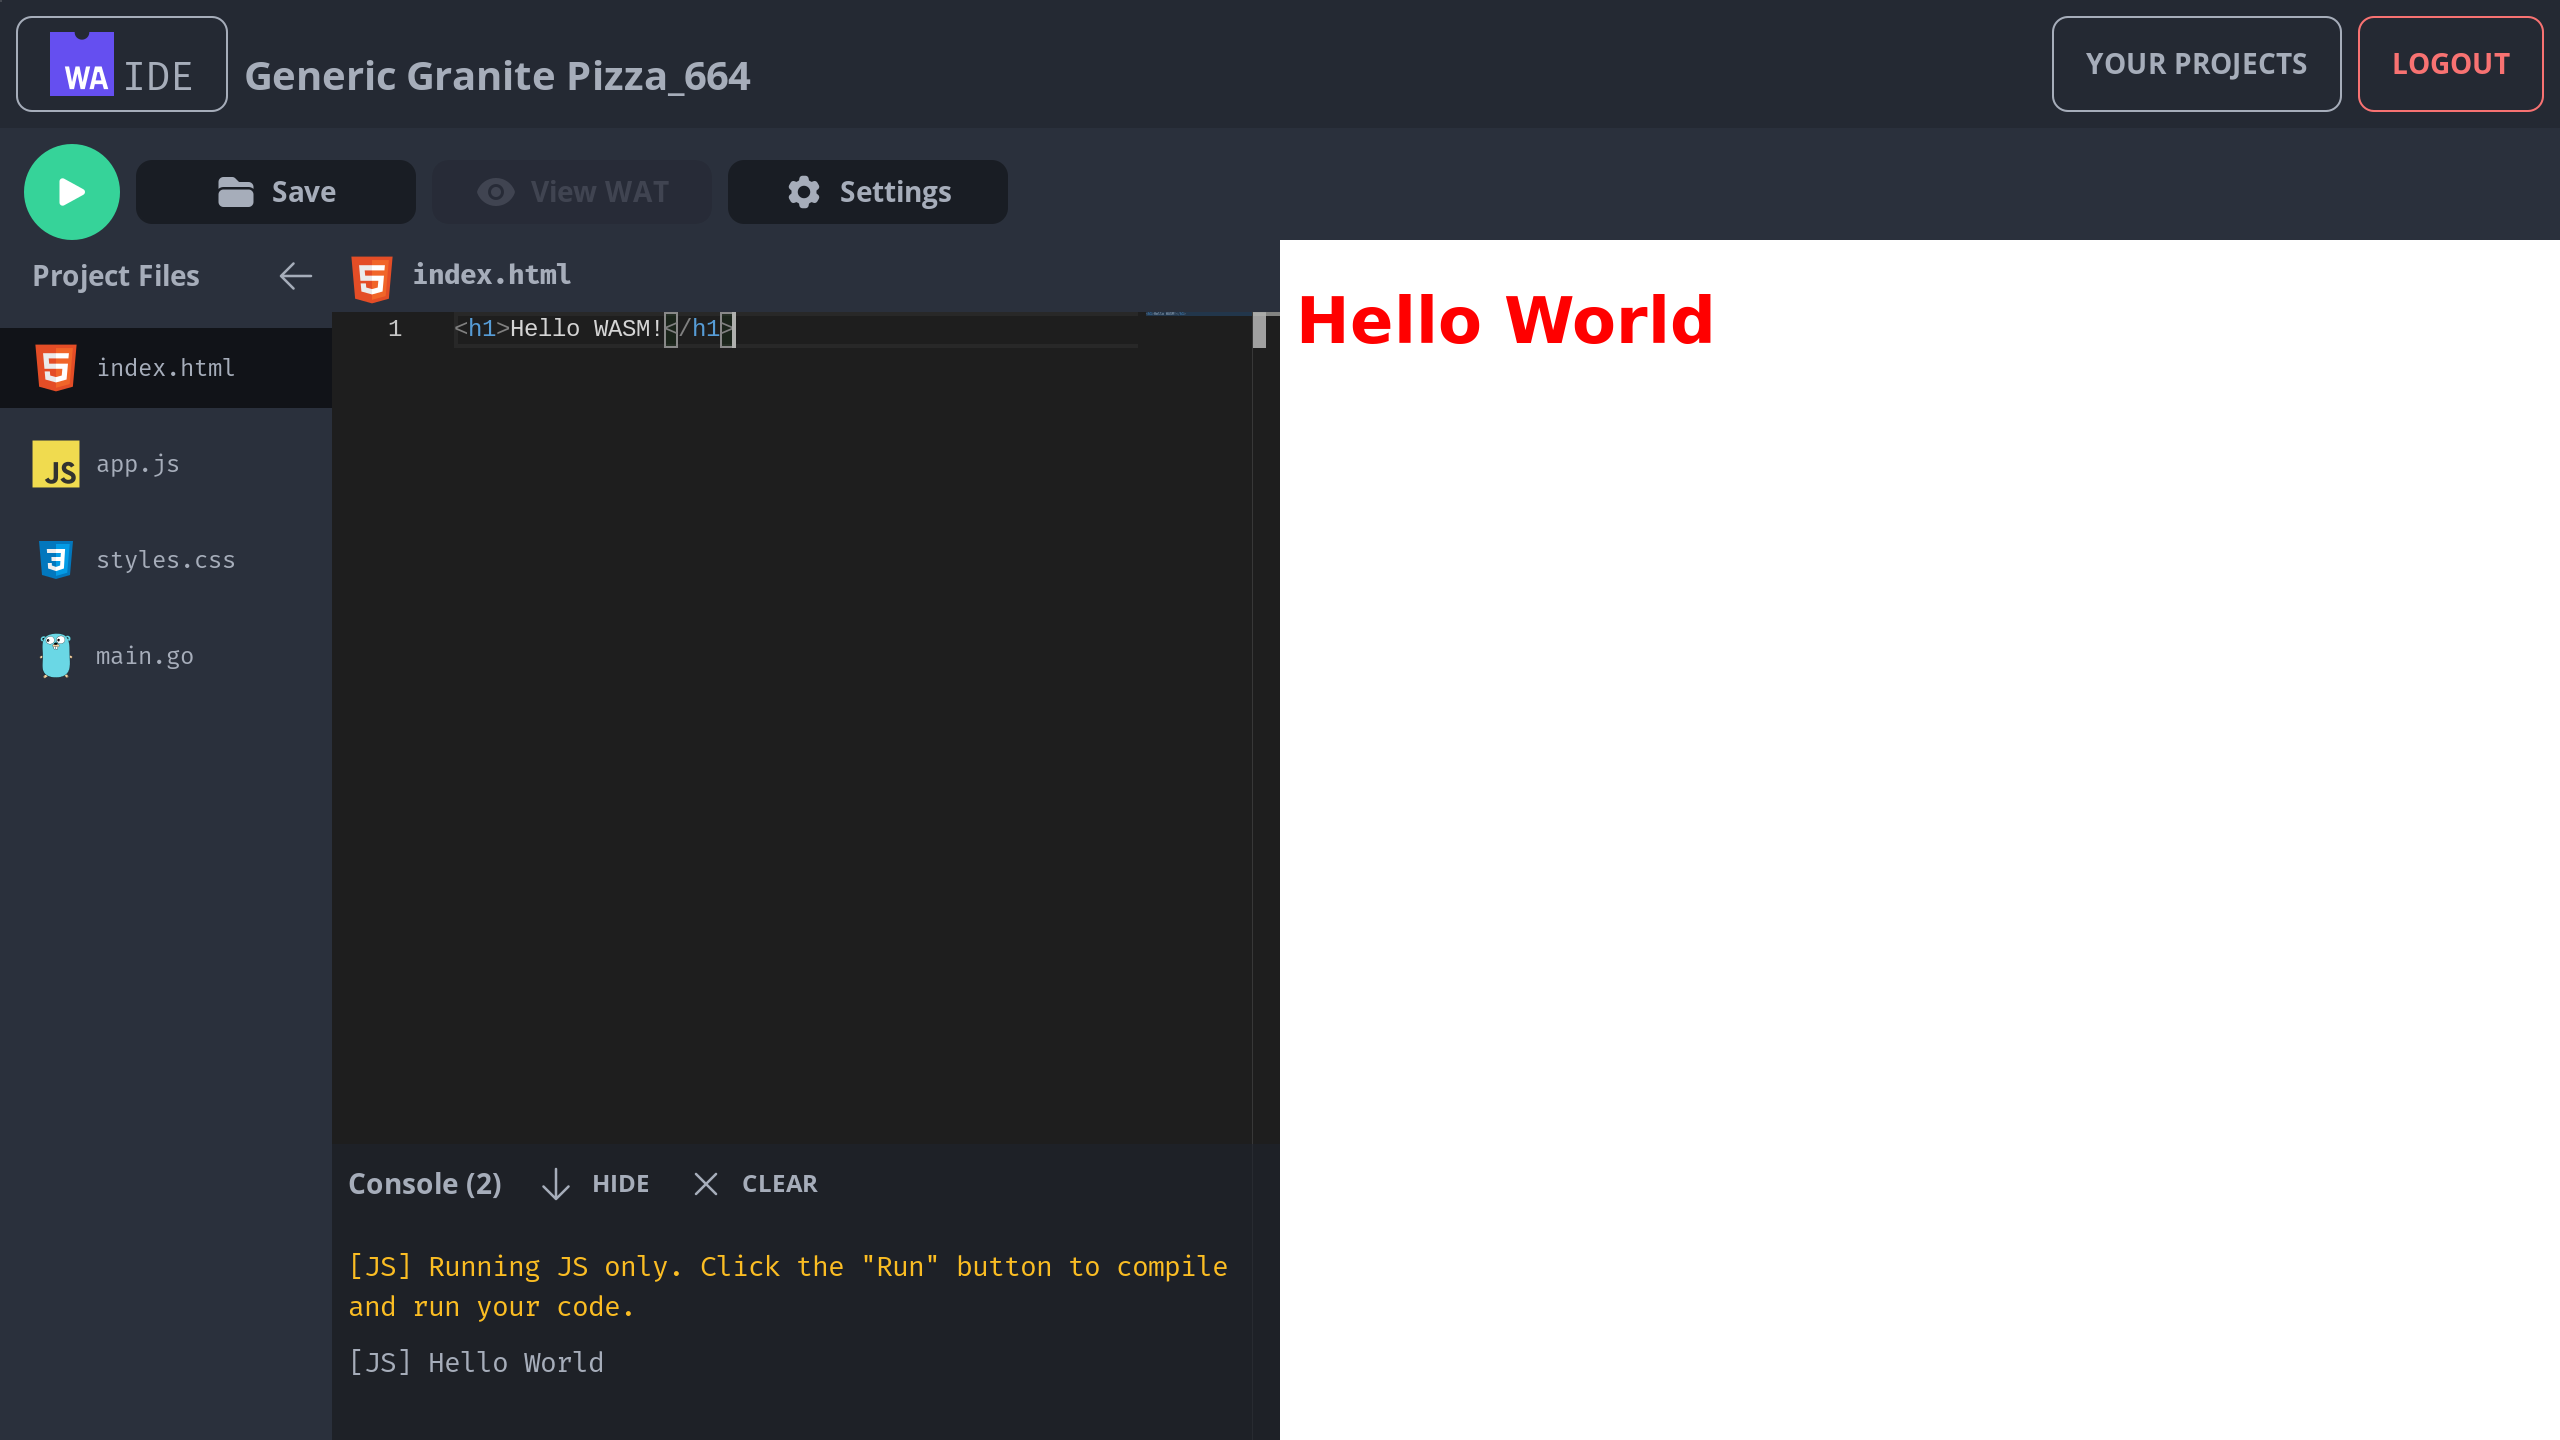 WA IDE
Generic Granite Pizza_664
YOUR PROJECTS
LOGOUT
Save
View WAT
Settings
Project Files
index.html
JS app.js
styles.css
main.go
index.html
1 <h1>Hello WASM!</h1>
Hello World
Console (2)
HIDE
CLEAR
[JS] Running JS only. Click the "Run" button to compile
and run your code.
[JS] Hello World